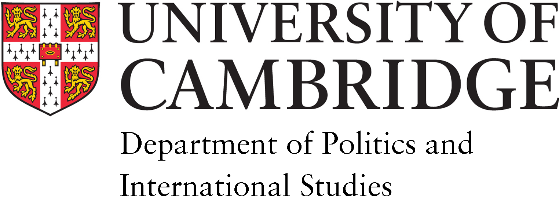 UNIVERSITY OF
CAMBRIDGE
Department of Politics and
International Studies